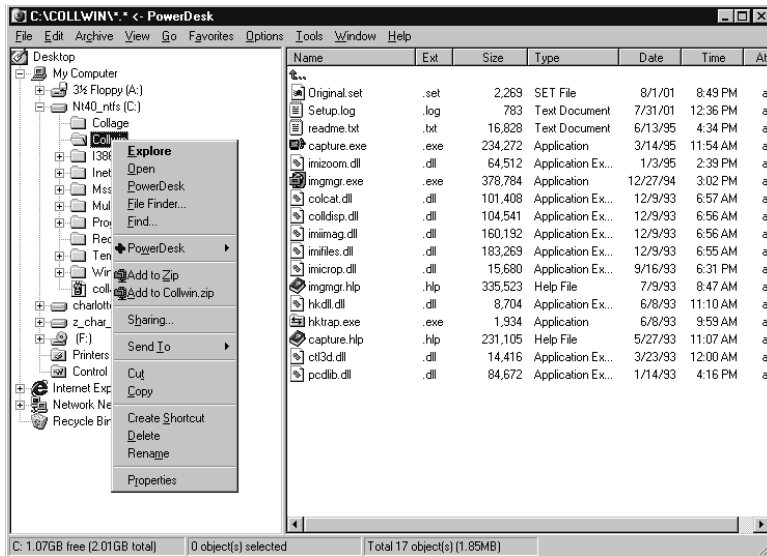 C:\COLLWIN\*.* <- PowerDesk
File Edit Archive View Go Favorites Options Tools Window Help
Desktop
My Computer
3½ Floppy (A:)
Nt40_ntfs (C:)
Collage
I386
Inet
Mss
Mul
Prog
Rec
Ten
Win
coll
charlotte
z_char_
(F:)
Printers
Control
Internet Exp
Network Ne
Recycle Bin
Explore
Open
PowerDesk
File Finder...
Find...
PowerDesk
Add to Zip
Add to Collwin.zip
Sharing...
Send To
Cut
Copy
Create Shortcut
Delete
Rename
Properties
Name Ext Size Type Date Time At
Original.set .set 2,269 SET File 8/1/01 8:49 PM a
Setup.log .log 783 Text Document 7/31/01 12:36 PM a
readme.txt .txt 16,828 Text Document 6/13/95 4:34 PM a
capture.exe .exe 234,272 Application 3/14/95 11:54 AM a
imizoom.dll .dll 64,512 Application Ex... 1/3/95 2:39 PM a
imgmgr.exe .exe 378,784 Application 12/27/94 3:02 PM a
colcat.dll .dll 101,408 Application Ex... 12/9/93 6:57 AM a
colldisp.dll .dll 104,541 Application Ex... 12/9/93 6:56 AM a
imiimag.dll .dll 160,192 Application Ex... 12/9/93 6:56 AM a
imifiles.dll .dll 183,269 Application Ex... 12/9/93 6:55 AM a
imicrop.dll .dll 15,680 Application Ex... 9/16/93 6:31 PM a
imgmgr.hlp .hlp 335,523 Help File 7/9/93 8:47 AM a
hkdll.dll .dll 8,704 Application Ex... 6/8/93 11:10 AM a
hktrap.exe .exe 1,934 Application 6/8/93 9:59 AM a
capture.hlp .hlp 231,105 Help File 5/27/93 11:07 AM a
ctl3d.dll .dll 14,416 Application Ex... 3/23/93 12:00 AM a
pcdlib.dll .dll 84,672 Application Ex... 1/14/93 4:16 PM a
C: 1.07GB free (2.01GB total) 0 object(s) selected Total 17 object(s) (1.85MB)